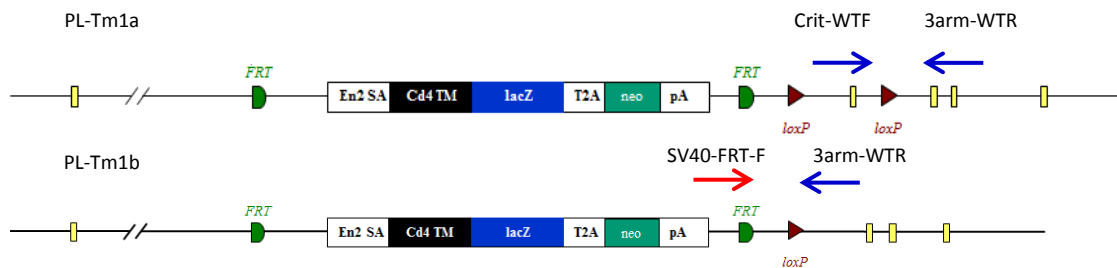 PL-Tm1a Crit-WTF 3arm-WTR
FRT FRT
En2 SA Cd4 TM lacZ T2A neo pA
loxP loxP
PL-Tm1b SV40-FRT-F 3arm-WTR
FRT FRT
En2 SA Cd4 TM lacZ T2A neo pA
loxP